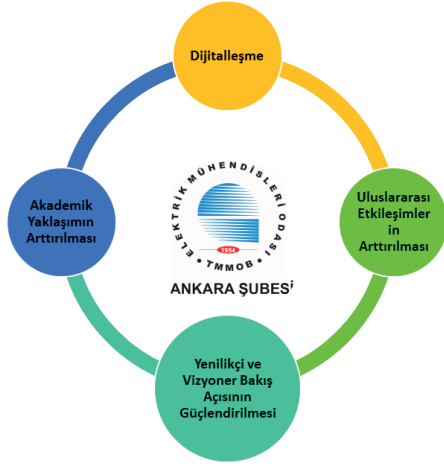 Dijitalleşme
Akademik
Yaklaşımın
Arttırılması
ELEKTRİK MÜHENDİSLERİ ODASI
1954
• TMMOB •
ANKARA ŞUBESİ
Uluslararası
Etkileşimler
in
Arttırılması
Yenilikçi ve
Vizyoner Bakış
Açısının
Güçlendirilmesi